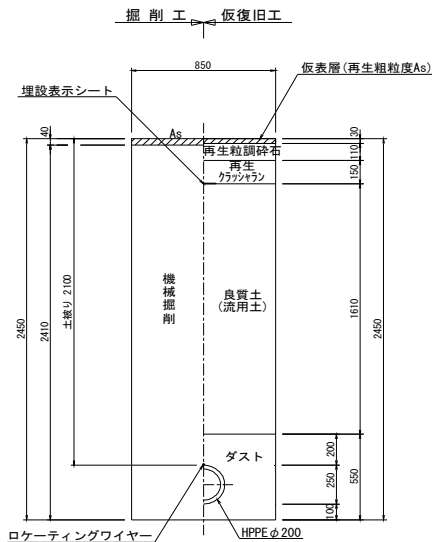 掘 削 工
仮復旧工
850
仮表層(再生粗粒度As)
埋設表示シート
40
As
30
再生粒調砕石
110
再生
クラッシャラン
150
土被り 2100
機械掘削
良質土
(流用土)
2450
2410
1610
2450
ダスト
200
250
550
100
ロケーティングワイヤー
HPPEφ200